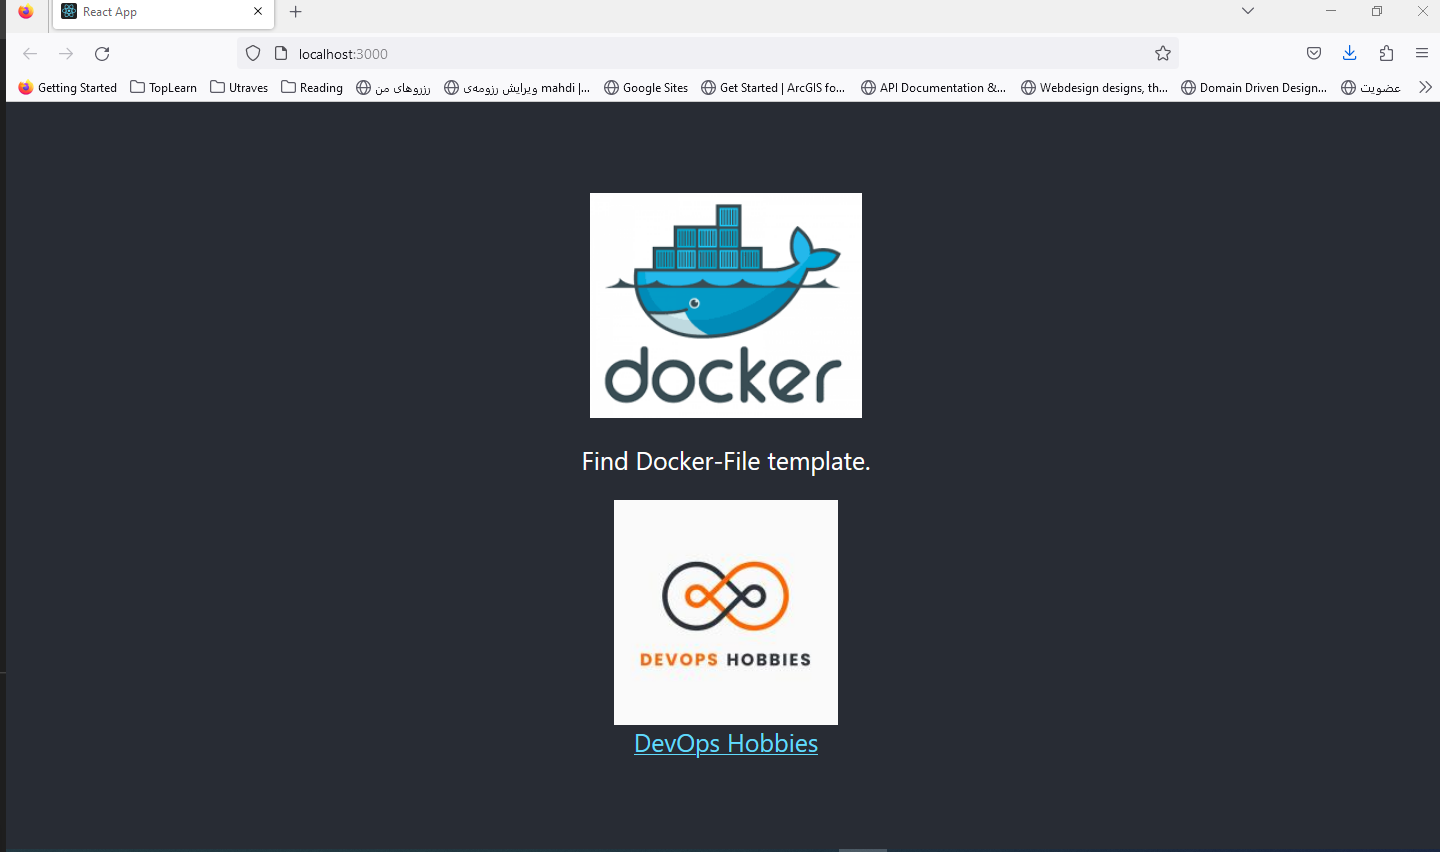 React App
localhost:3000
Getting Started TopLearn Utraves Reading رزروهای من ویرایش رزومه‌ی mahdi |... Google Sites Get Started | ArcGIS fo... API Documentation &... Webdesign designs, th... Domain Driven Design... عضویت
docker
Find Docker-File template.
DEVOPS HOBBIES
DevOps Hobbies